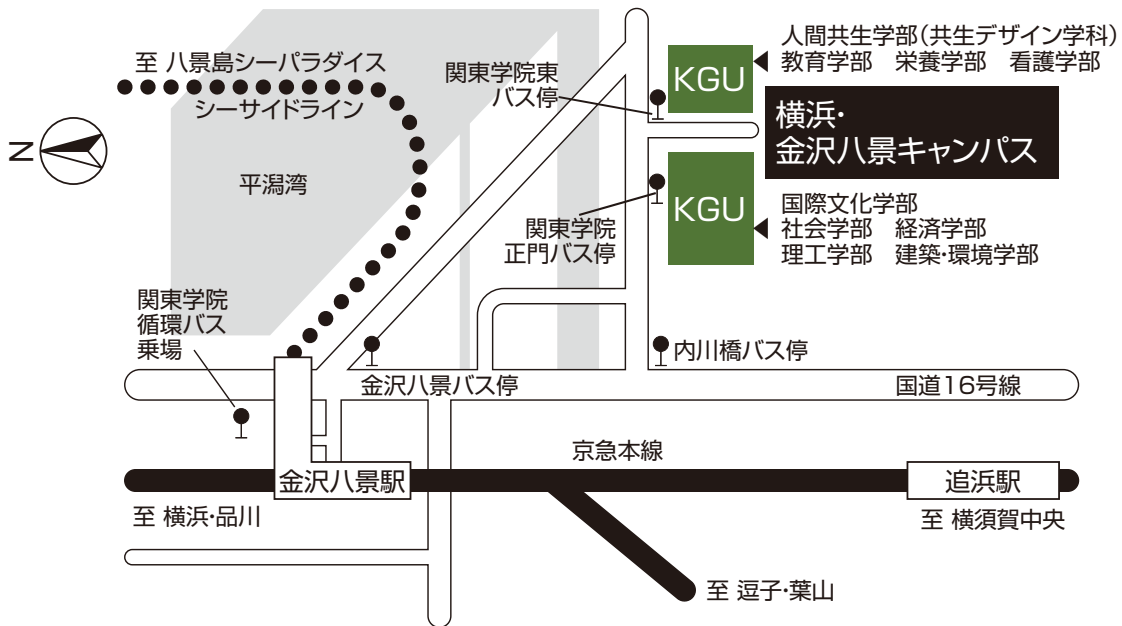 至 八景島シーパラダイス
シーサイドライン
N
平潟湾
関東学院東
バス停
KGU
人間共生学部(共生デザイン学科)
教育学部 栄養学部 看護学部
横浜・
金沢八景キャンパス
KGU
関東学院
正門バス停
国際文化学部
社会学部 経済学部
理工学部 建築・環境学部
関東学院
循環バス
乗場
金沢八景バス停
内川橋バス停
国道16号線
京急本線
金沢八景駅
追浜駅
至 横浜・品川
至 横須賀中央
至 逗子・葉山